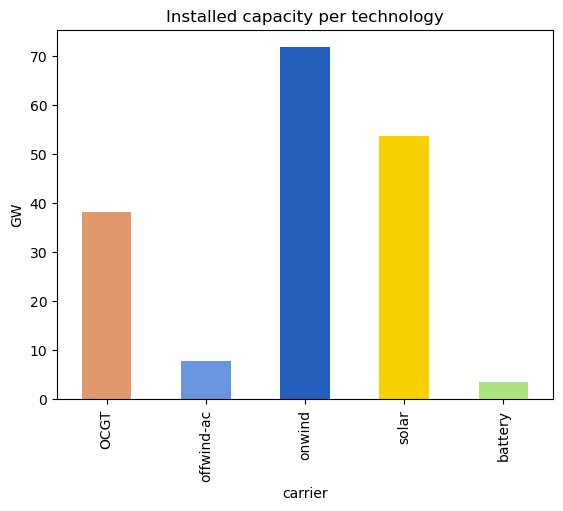 Installed capacity per technology
GW
70
60
50
40
30
20
10
0
OCGT
offwind-ac
onwind
solar
battery
carrier